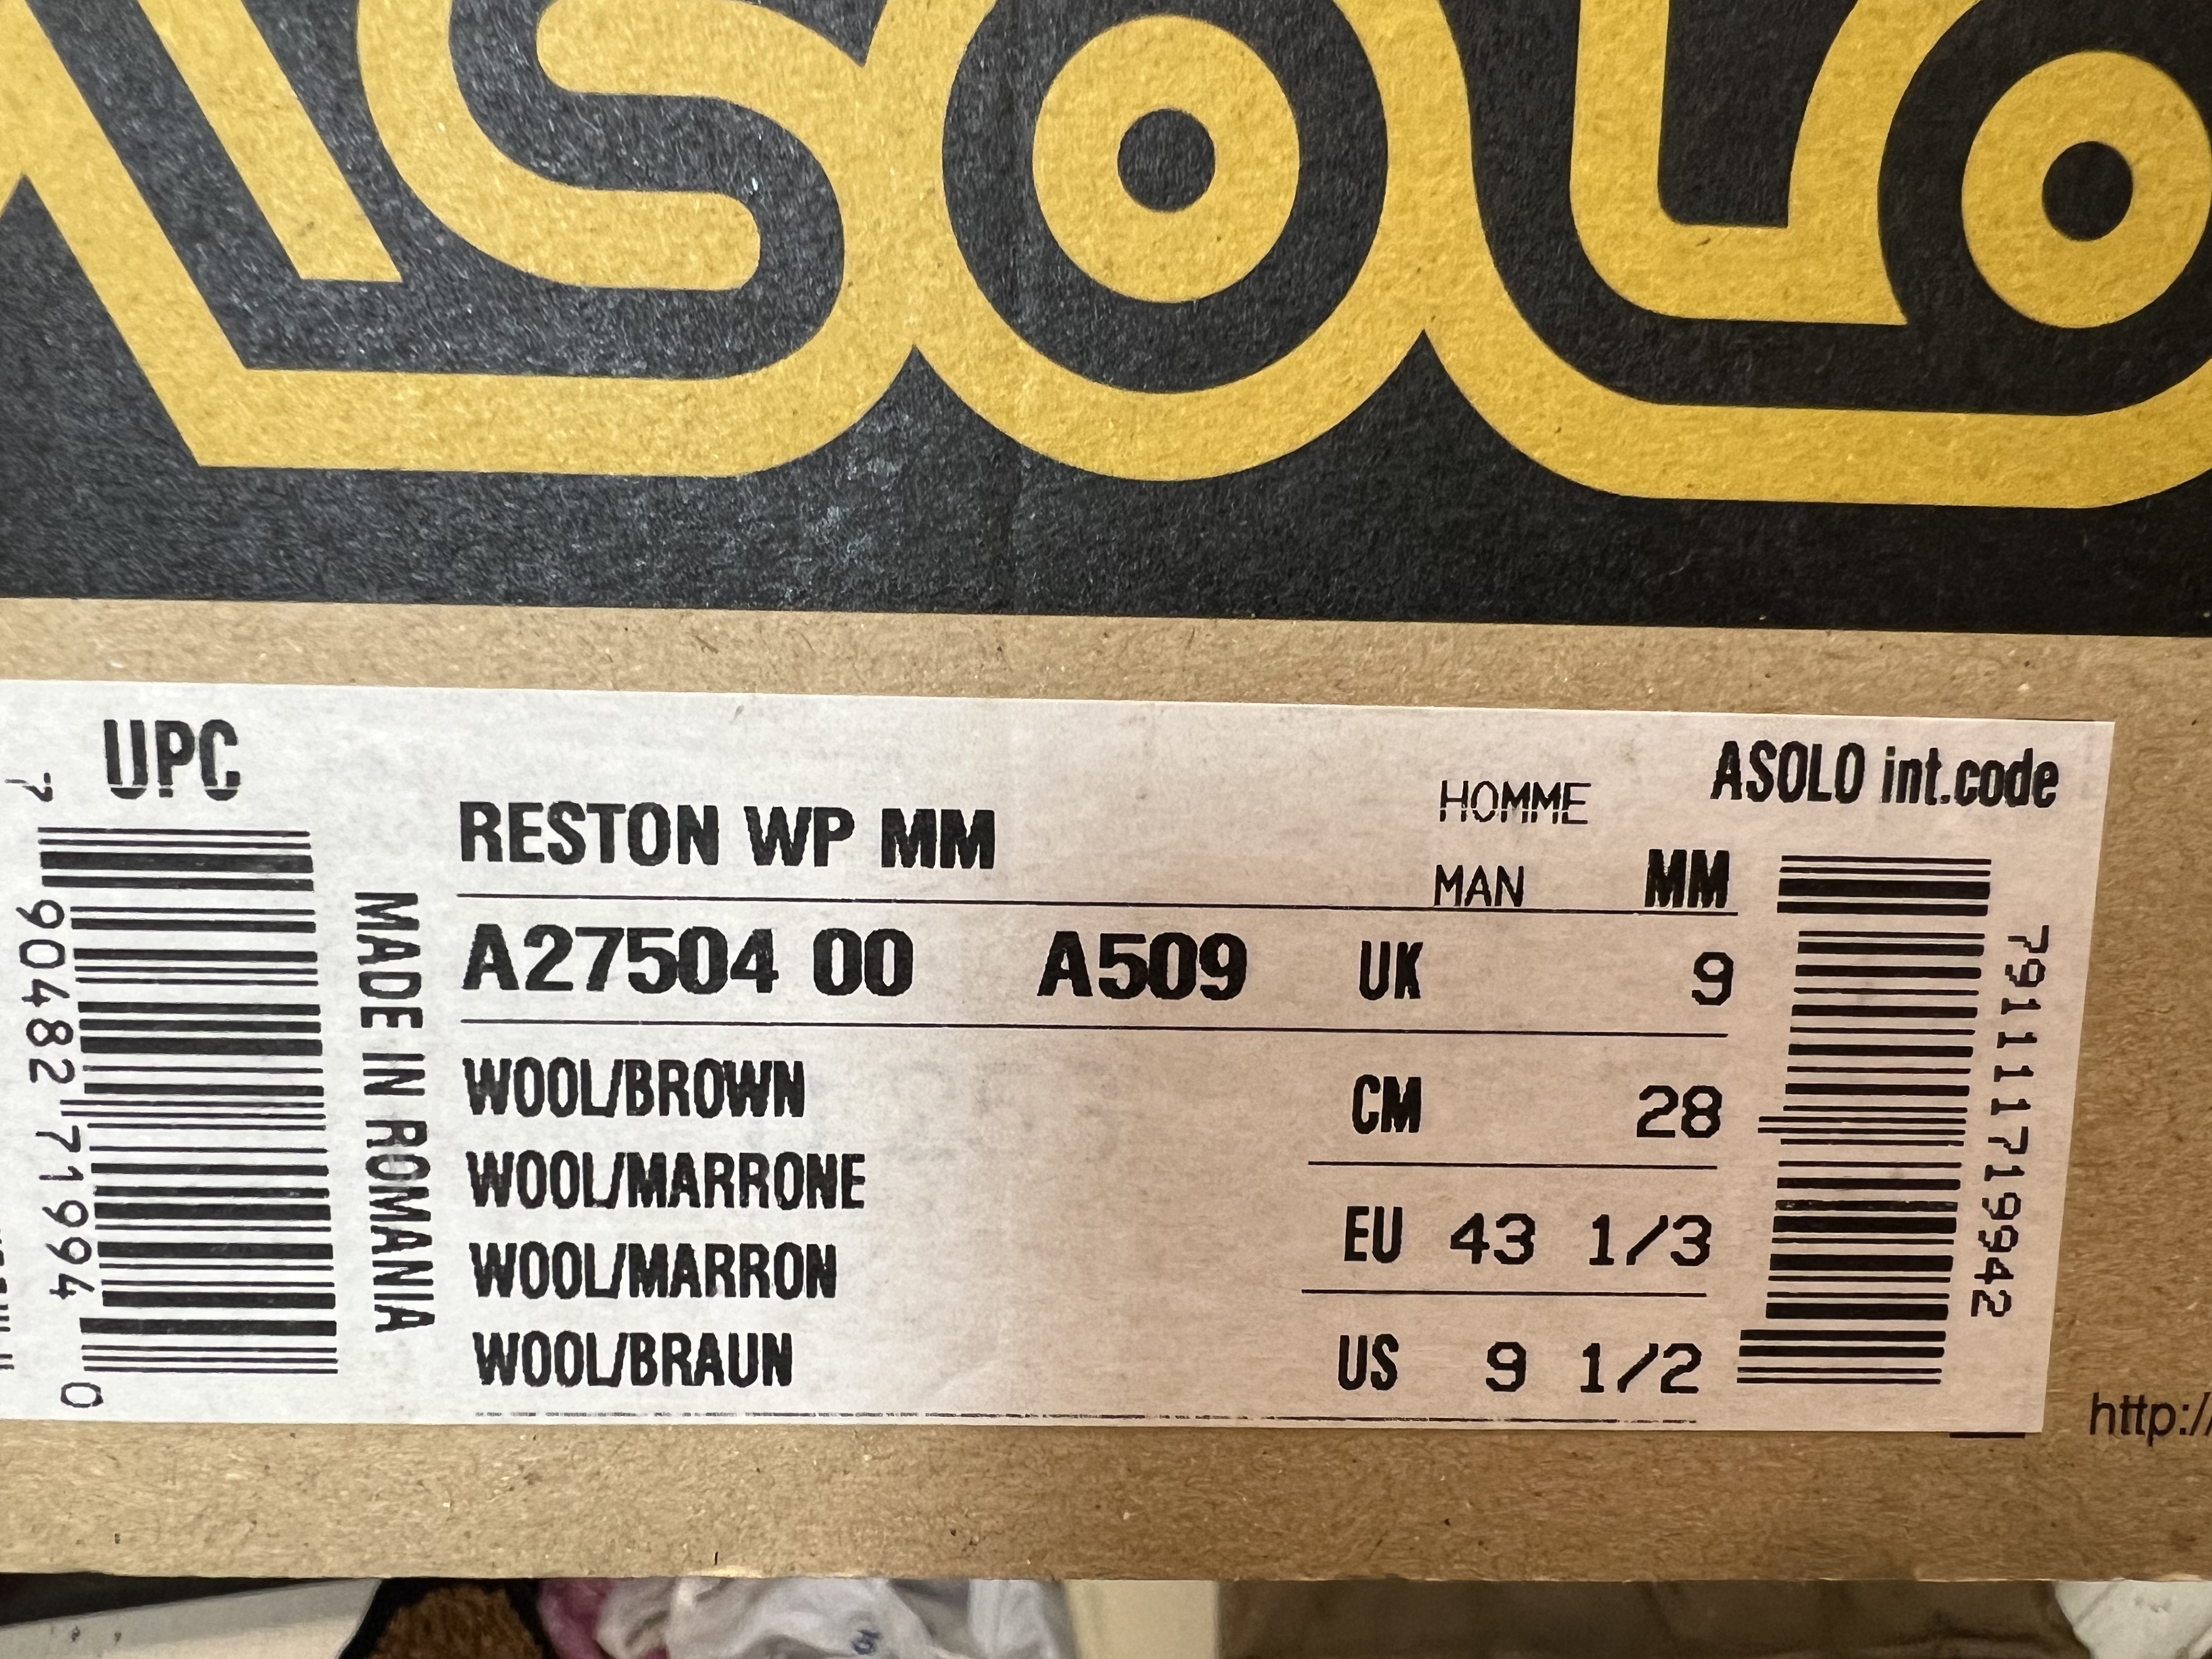 ASOLO
UPC
7 90482 71994 0
MADE IN ROMANIA
RESTON WP MM
HOMME
MAN MM
ASOLO int.code
A27504 00 A509 UK 9
WOOL/BROWN CM 28
WOOL/MARRONE
WOOL/MARRON EU 43 1/3
WOOL/BRAUN US 9 1/2
791111719942
http://